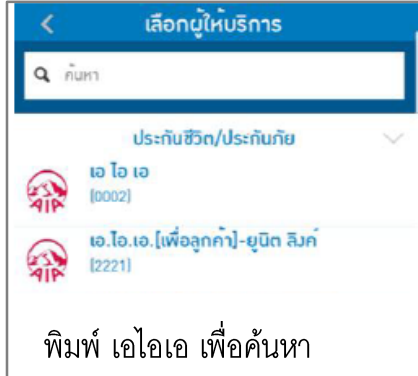 เลือกผู้ให้บริการ
ค้นหา
ประกันชีวิต/ประกันภัย
เอ ไอ เอ
(0002)
AIA
เอ.ไอ.เอ.[เพื่อลูกค้า]-ยูนิต ลิงค์
(2221)
AIA
พิมพ์ เอไอเอ เพื่อค้นหา